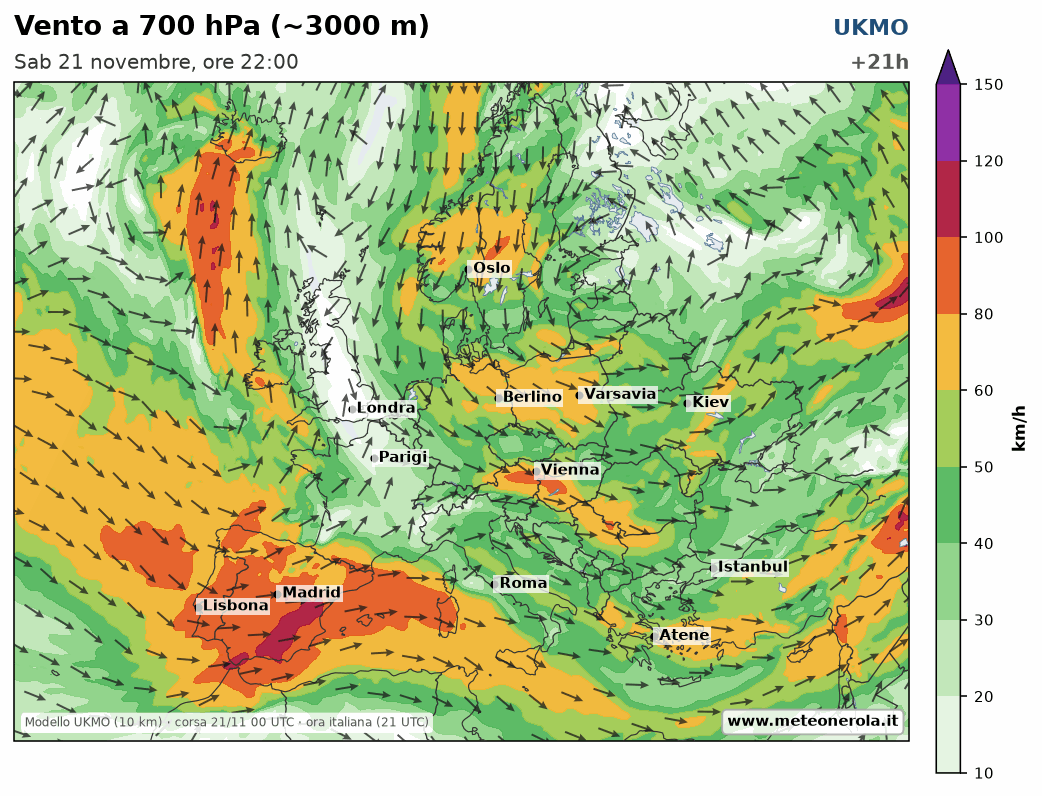 Vento a 700 hPa (~3000 m)
UKMO
Sab 21 novembre, ore 22:00
+21h
150
120
100
80
60
50
40
30
20
10
km/h
Oslo
Berlino
Varsavia
Kiev
Londra
Parigi
Vienna
Istanbul
Roma
Madrid
Lisbona
Atene
Modello UKMO (10 km) · corsa 21/11 00 UTC · ora italiana (21 UTC)
www.meteonerola.it